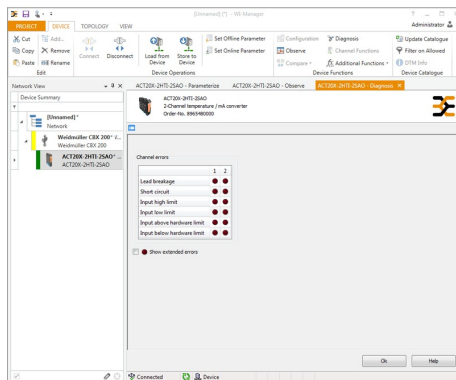 [Unnamed] (*) - WI-Manager
PROJECT DEVICE TOPOLOGY VIEW Administrator
Cut Add... Set Offline Parameter Configuration Diagnosis Update Catalogue
Copy Remove Set Online Parameter Observe Channel Functions Filter on Allowed
Paste Rename Connect Disconnect Load from Device Store to Device Compare Additional Functions DTM Info
Edit Device Operations Device Functions Device Catalogue
Network View ACT20X-2HTI-2SAO - Parameterize ACT20X-2HTI-2SAO - Observe ACT20X-2HTI-2SAO - Diagnosis
Device Summary
ACT20X-2HTI-2SAO
2-Channel temperature / mA converter
Order-No. 8965480000
[Unnamed]*
Network
Weidmüller CBX 200* V...
Weidmuller CBX 200
ACT20X-2HTI-2SAO* ...
ACT20X-2HTI-2SAO
Channel errors
1 2
Lead breakage
Short circuit
Input high limit
Input low limit
Input above hardware limit
Input below hardware limit
Show extended errors
Ok Help
Connected Device